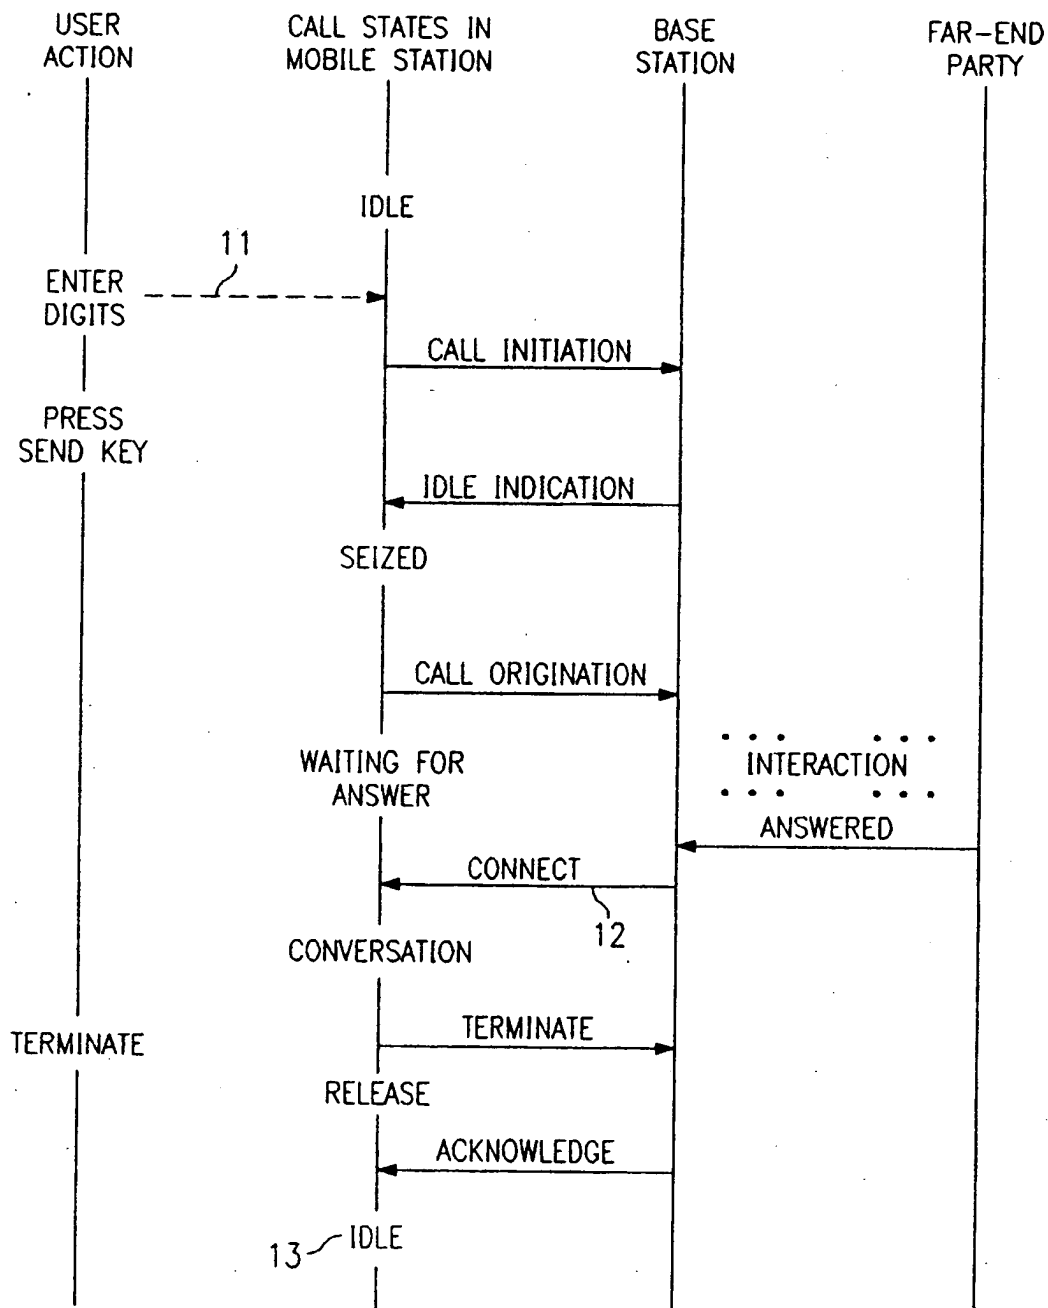 USER
ACTION
CALL STATES IN
MOBILE STATION
BASE
STATION
FAR-END
PARTY
IDLE
11
ENTER
DIGITS
CALL INITIATION
PRESS
SEND KEY
IDLE INDICATION
SEIZED
CALL ORIGINATION
WAITING FOR
ANSWER
INTERACTION
ANSWERED
CONNECT
12
CONVERSATION
TERMINATE
TERMINATE
RELEASE
ACKNOWLEDGE
IDLE
13